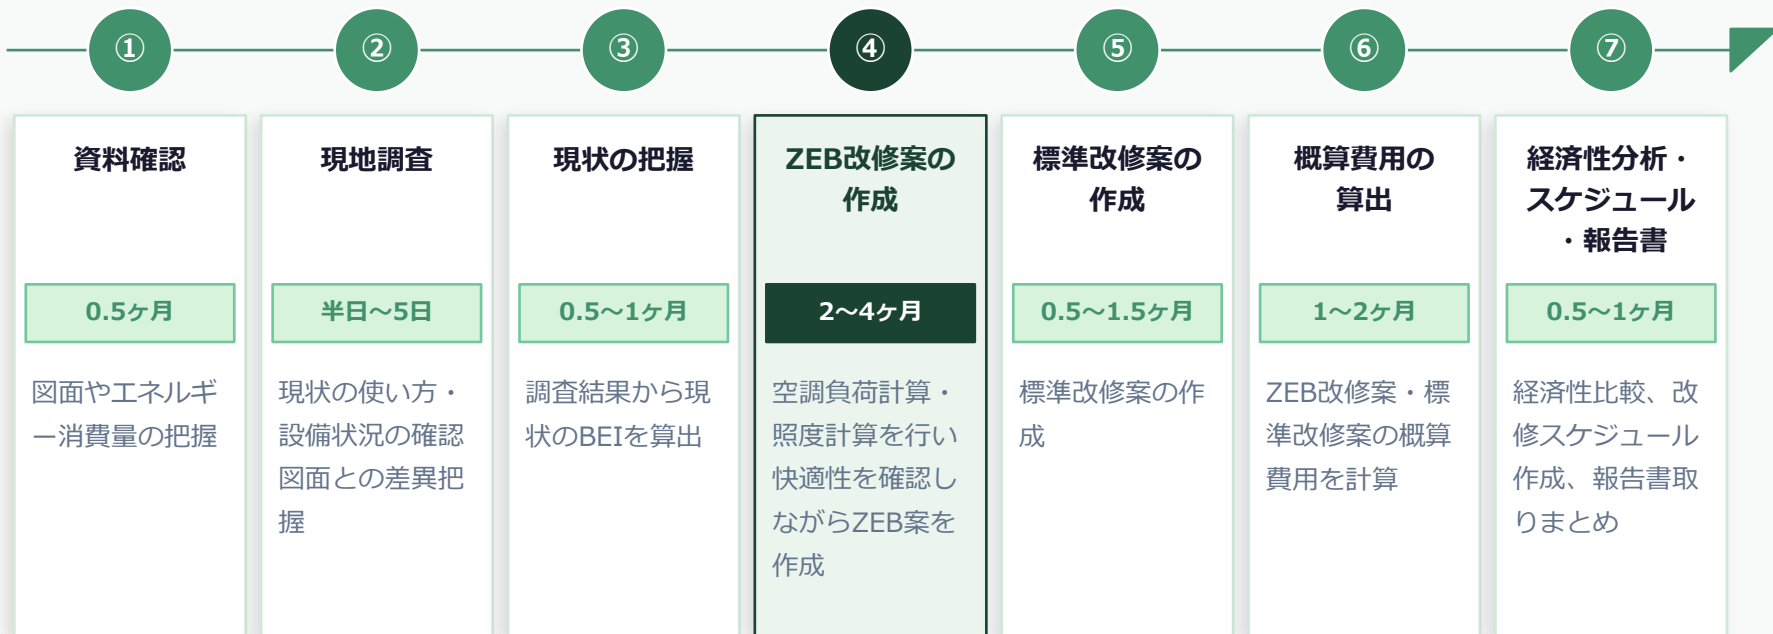 ①
②
③
④
⑤
⑥
⑦
資料確認
0.5ヶ月
図面やエネルギ
ー消費量の把握
現地調査
半日～5日
現状の使い方・
設備状況の確認
図面との差異把
握
現状の把握
0.5～1ヶ月
調査結果から現
状のBEIを算出
ZEB改修案の
作成
2～4ヶ月
空調負荷計算・
照度計算を行い
快適性を確認し
ながらZEB案を
作成
標準改修案の
作成
0.5～1.5ヶ月
標準改修案の作
成
概算費用の
算出
1～2ヶ月
ZEB改修案・標
準改修案の概算
費用を計算
経済性分析・
スケジュール
・報告書
0.5～1ヶ月
経済性比較、改
修スケジュール
作成、報告書取
りまとめ